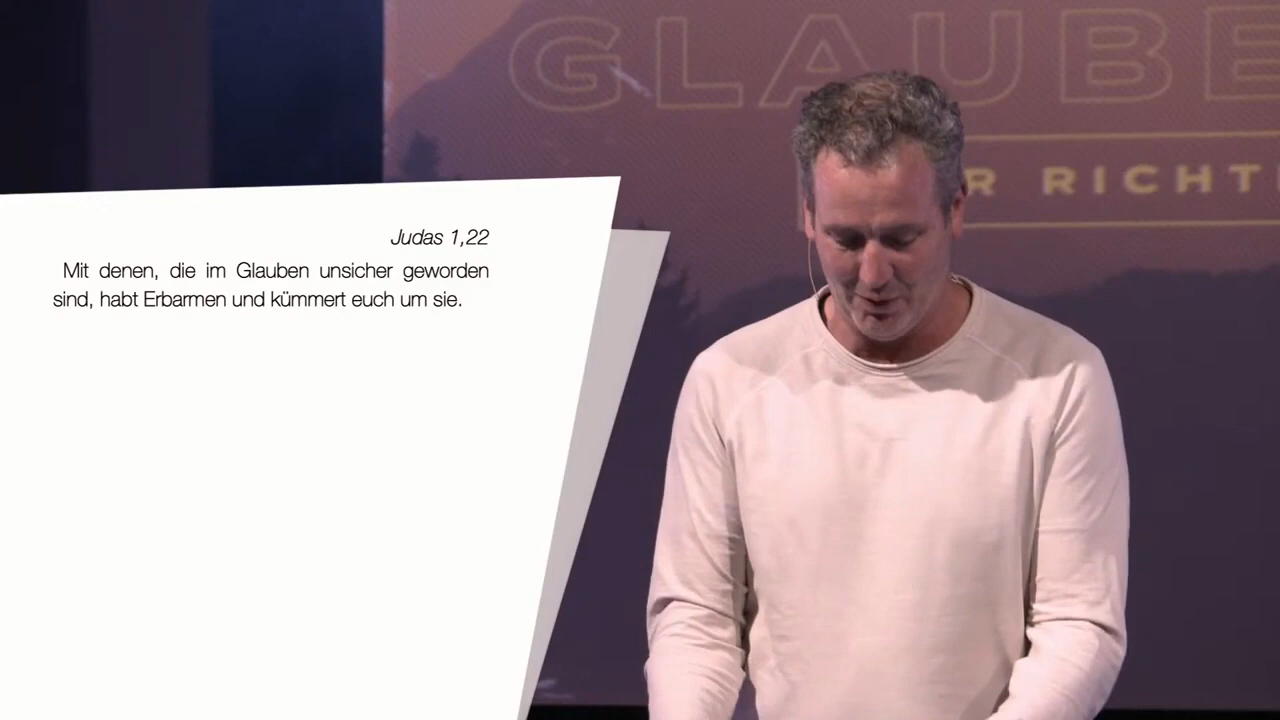 GLAUBE
R RICHT
Judas 1,22
Mit denen, die im Glauben unsicher geworden
sind, habt Erbarmen und kümmert euch um sie.